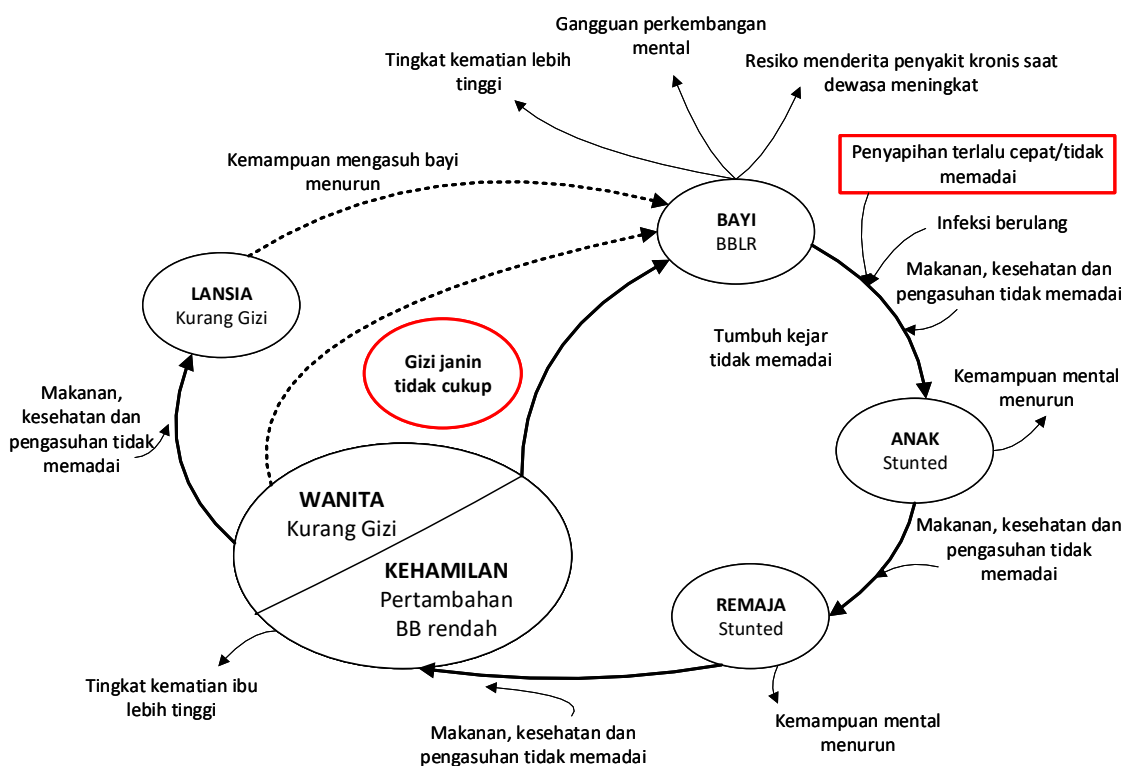 Gangguan perkembangan
mental
Tingkat kematian lebih
tinggi
Resiko menderita penyakit kronis saat
dewasa meningkat
Penyapihan terlalu cepat/tidak
memadai
Kemampuan mengasuh bayi
menurun
BAYI
BBLR
Infeksi berulang
LANSIA
Kurang Gizi
Makanan, kesehatan dan
pengasuhan tidak memadai
Tumbuh kejar
tidak memadai
Gizi janin
tidak cukup
Makanan,
kesehatan dan
pengasuhan tidak
memadai
Kemampuan mental
menurun
ANAK
Stunted
WANITA
Kurang Gizi
Makanan, kesehatan dan
pengasuhan tidak
memadai
KEHAMILAN
Pertambahan
BB rendah
REMAJA
Stunted
Tingkat kematian ibu
lebih tinggi
Makanan, kesehatan dan
pengasuhan tidak memadai
Kemampuan mental
menurun